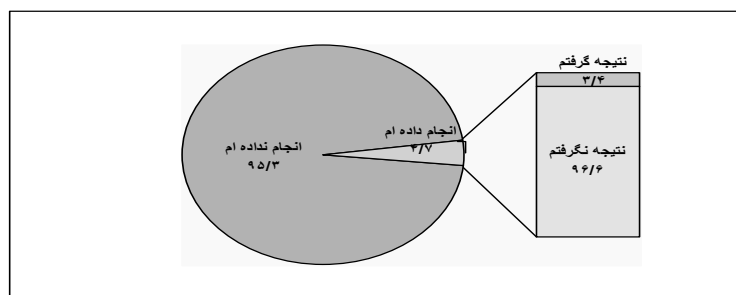 نتیجه گرفتم
۳/۴
انجام داده ام
۴/۷
انجام نداده ام
۹۵/۳
نتیجه نگرفتم
۹۶/۶